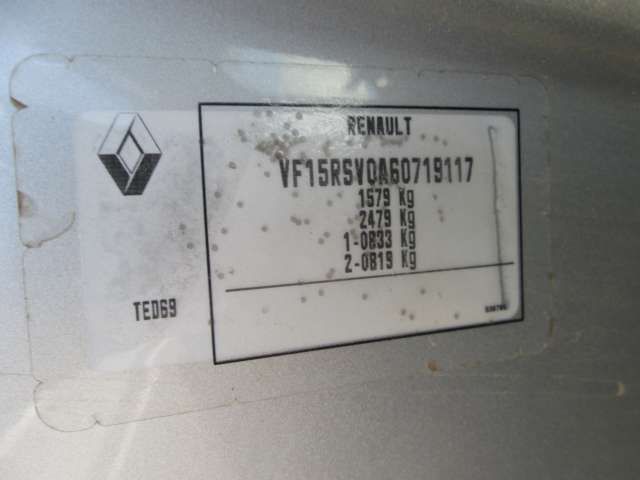 RENAULT
VF15RSV0A60719117
1579 Kg
2479 Kg
1-0833 Kg
2-0819 Kg
TED69